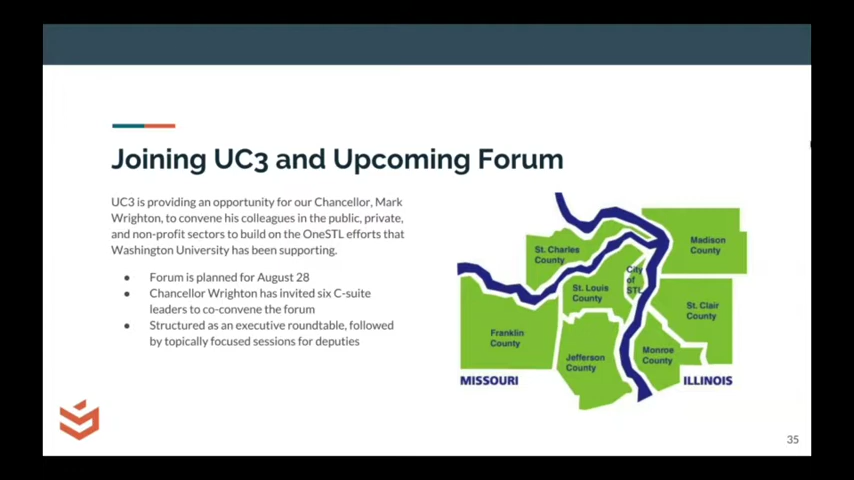 Joining UC3 and Upcoming Forum
UC3 is providing an opportunity for our Chancellor, Mark
Wrighton, to convene his colleagues in the public, private,
and non-profit sectors to build on the OneSTL efforts that
Washington University has been supporting.
● Forum is planned for August 28
● Chancellor Wrighton has invited six C-suite
leaders to co-convene the forum
● Structured as an executive roundtable, followed
by topically focused sessions for deputies
St. Charles
County
Madison
County
City
of
STL
St. Louis
County
St. Clair
County
Franklin
County
Jefferson
County
Monroe
County
MISSOURI
ILLINOIS
35